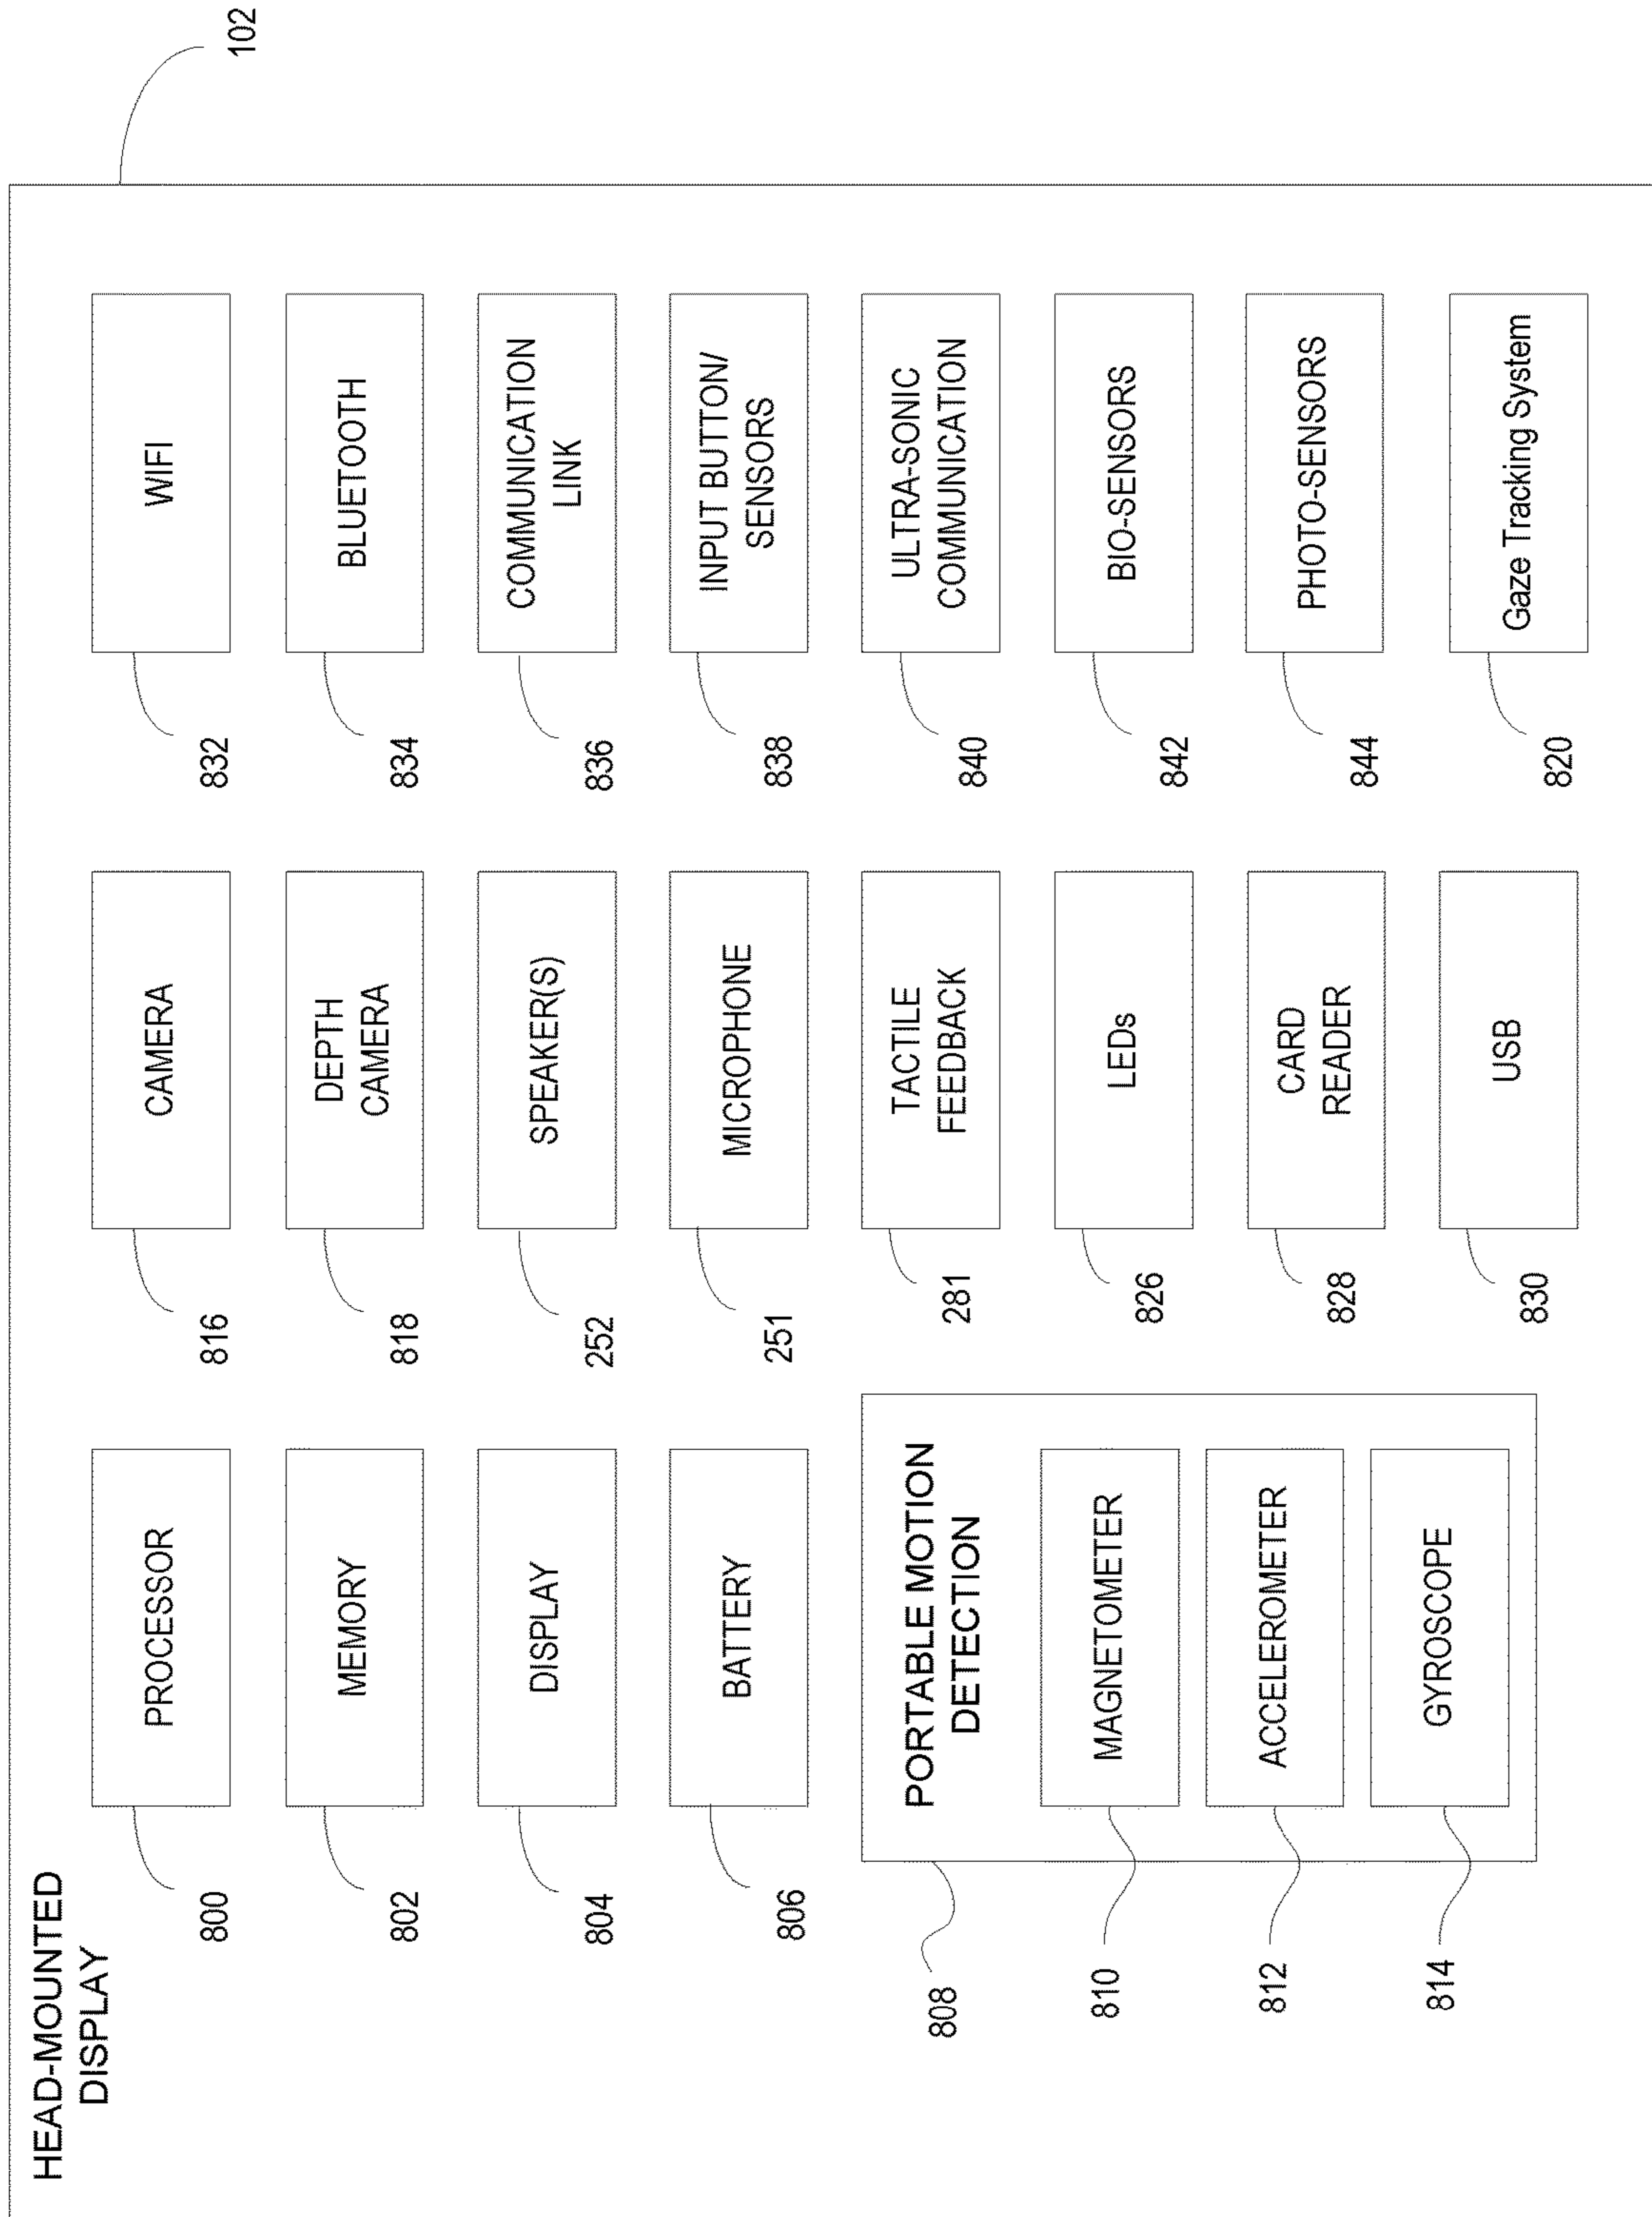 HEAD-MOUNTED
DISPLAY
102
800
PROCESSOR
802
MEMORY
804
DISPLAY
806
BATTERY
808
PORTABLE MOTION
DETECTION
810
MAGNETOMETER
812
ACCELEROMETER
814
GYROSCOPE
816
CAMERA
818
DEPTH
CAMERA
252
SPEAKER(S)
251
MICROPHONE
281
TACTILE
FEEDBACK
826
LEDs
828
CARD
READER
830
USB
832
WIFI
834
BLUETOOTH
836
COMMUNICATION
LINK
838
INPUT BUTTON/
SENSORS
840
ULTRA-SONIC
COMMUNICATION
842
BIO-SENSORS
844
PHOTO-SENSORS
820
Gaze Tracking System